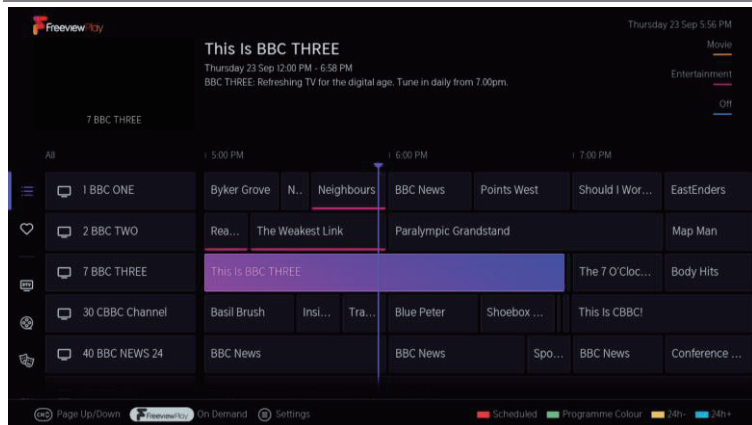 FreeviewPlay
Thursday 23 Sep 5:56 PM
This Is BBC THREE
Movie
Thursday 23 Sep 12:00 PM - 6:58 PM
BBC THREE: Refreshing TV for the digital age. Tune in daily from 7.00pm.
Entertainment
Off
7 BBC THREE
All 5:00 PM 6:00 PM 7:00 PM
1 BBC ONE Byker Grove N.. Neighbours BBC News Points West Should I Wor... EastEnders
2 BBC TWO Rea... The Weakest Link Paralympic Grandstand Map Man
7 BBC THREE This Is BBC THREE The 7 O'Cloc... Body Hits
30 CBBC Channel Basil Brush Insi... Tra... Blue Peter Shoebox ... This Is CBBC!
40 BBC NEWS 24 BBC News BBC News Spo... BBC News Conference ...
Page Up/Down FreeviewPlay On Demand Settings Scheduled Programme Colour 24h- 24h+